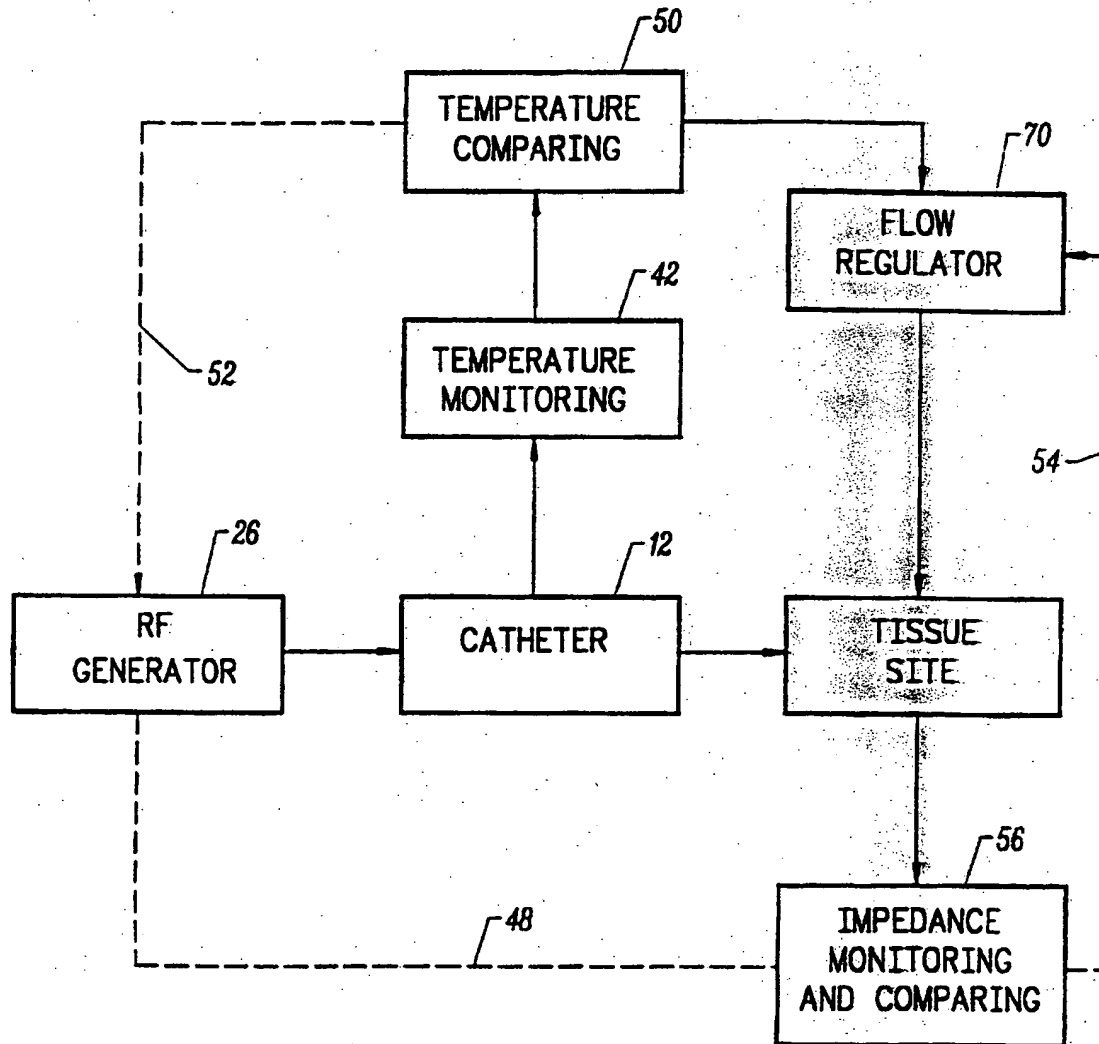 50
TEMPERATURE
COMPARING
70
FLOW
REGULATOR
42
TEMPERATURE
MONITORING
52
54
26
RF
GENERATOR
12
CATHETER
TISSUE
SITE
56
IMPEDANCE
MONITORING
AND COMPARING
48